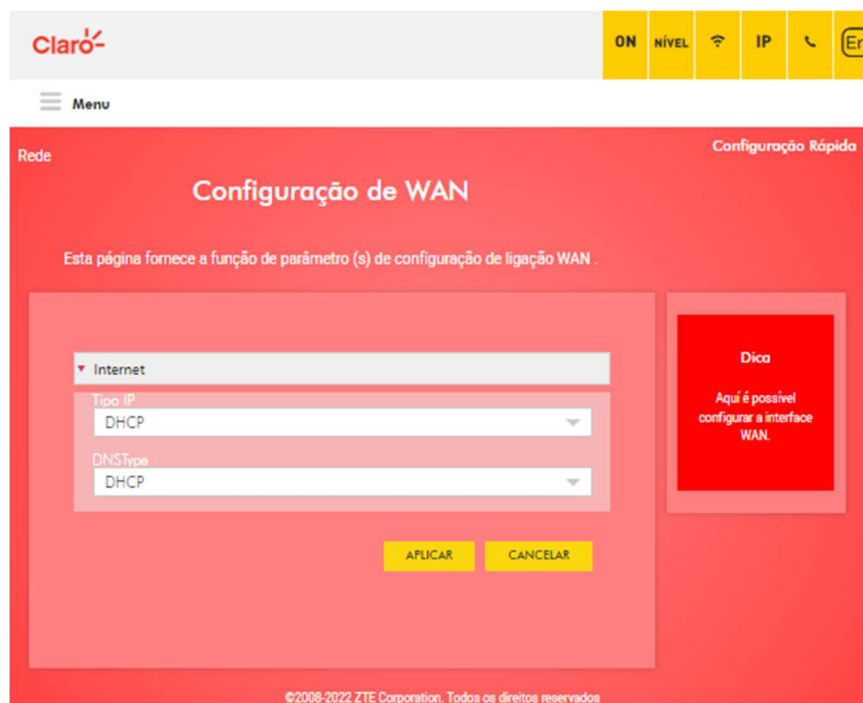 Claro
ON NÍVEL IP
Menu
Configuração Rápida
Rede
Configuração de WAN
Esta página fornece a função de parâmetro (s) de configuração de ligação WAN .
Internet
Tipo IP
DHCP
DNSType
DHCP
APLICAR CANCELAR
Dica
Aqui é possível
configurar a interface
WAN.
©2008-2022 ZTE Corporation. Todos os direitos reservados